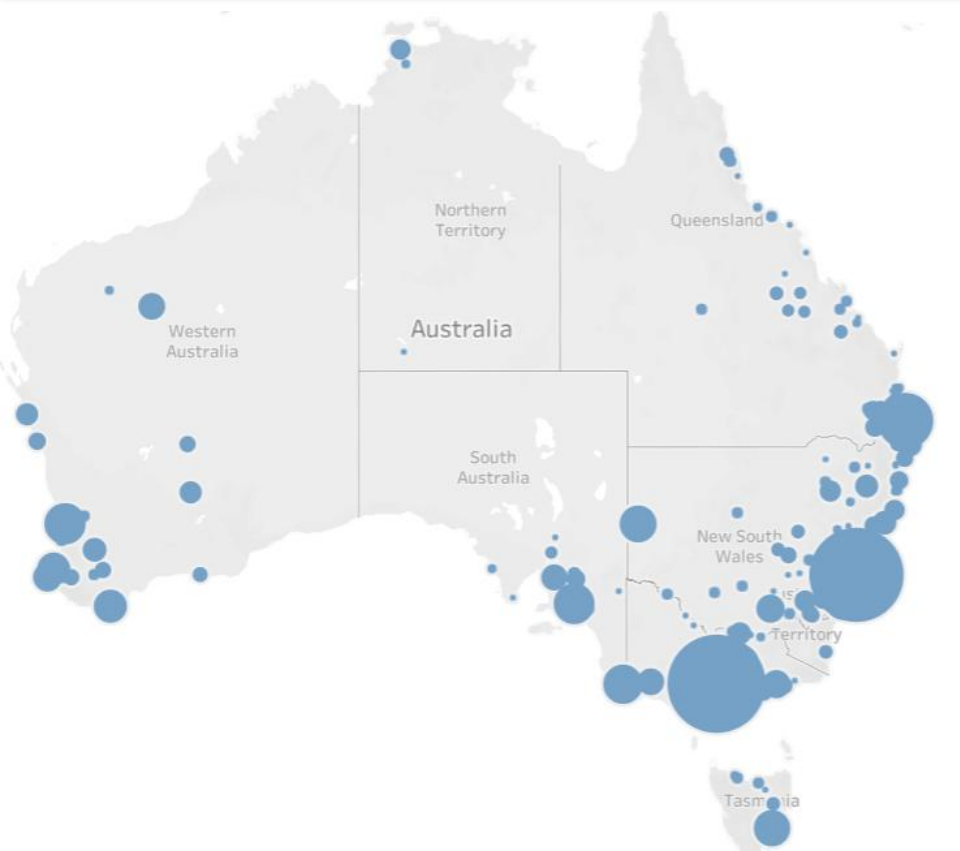 Northern
Territory
Queensland
Western
Australia
Australia
South
Australia
New South
Wales
Territory